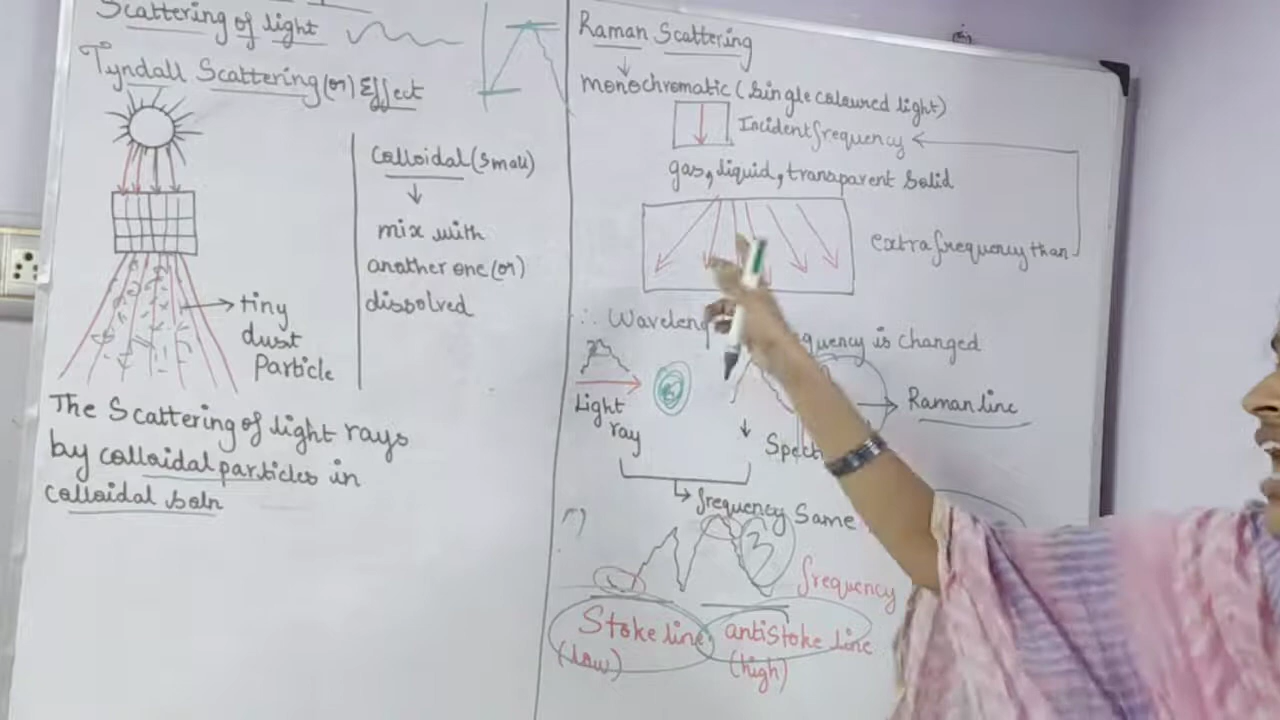 Scattering of light
Tyndall Scattering (or) Effect
colloidal (small)
mix with
another one (or)
dissolved
tiny
dust
Particle
The Scattering of light rays
by colloidal particles in
colloidal soln
Raman Scattering
monochromatic (Single coloured light)
Incident frequency
gas, liquid, transparent Solid
extra frequency than
is changed
Light
ray
Raman line
frequency Same
3
frequency
Stoke line
(low)
antistoke line
(high)